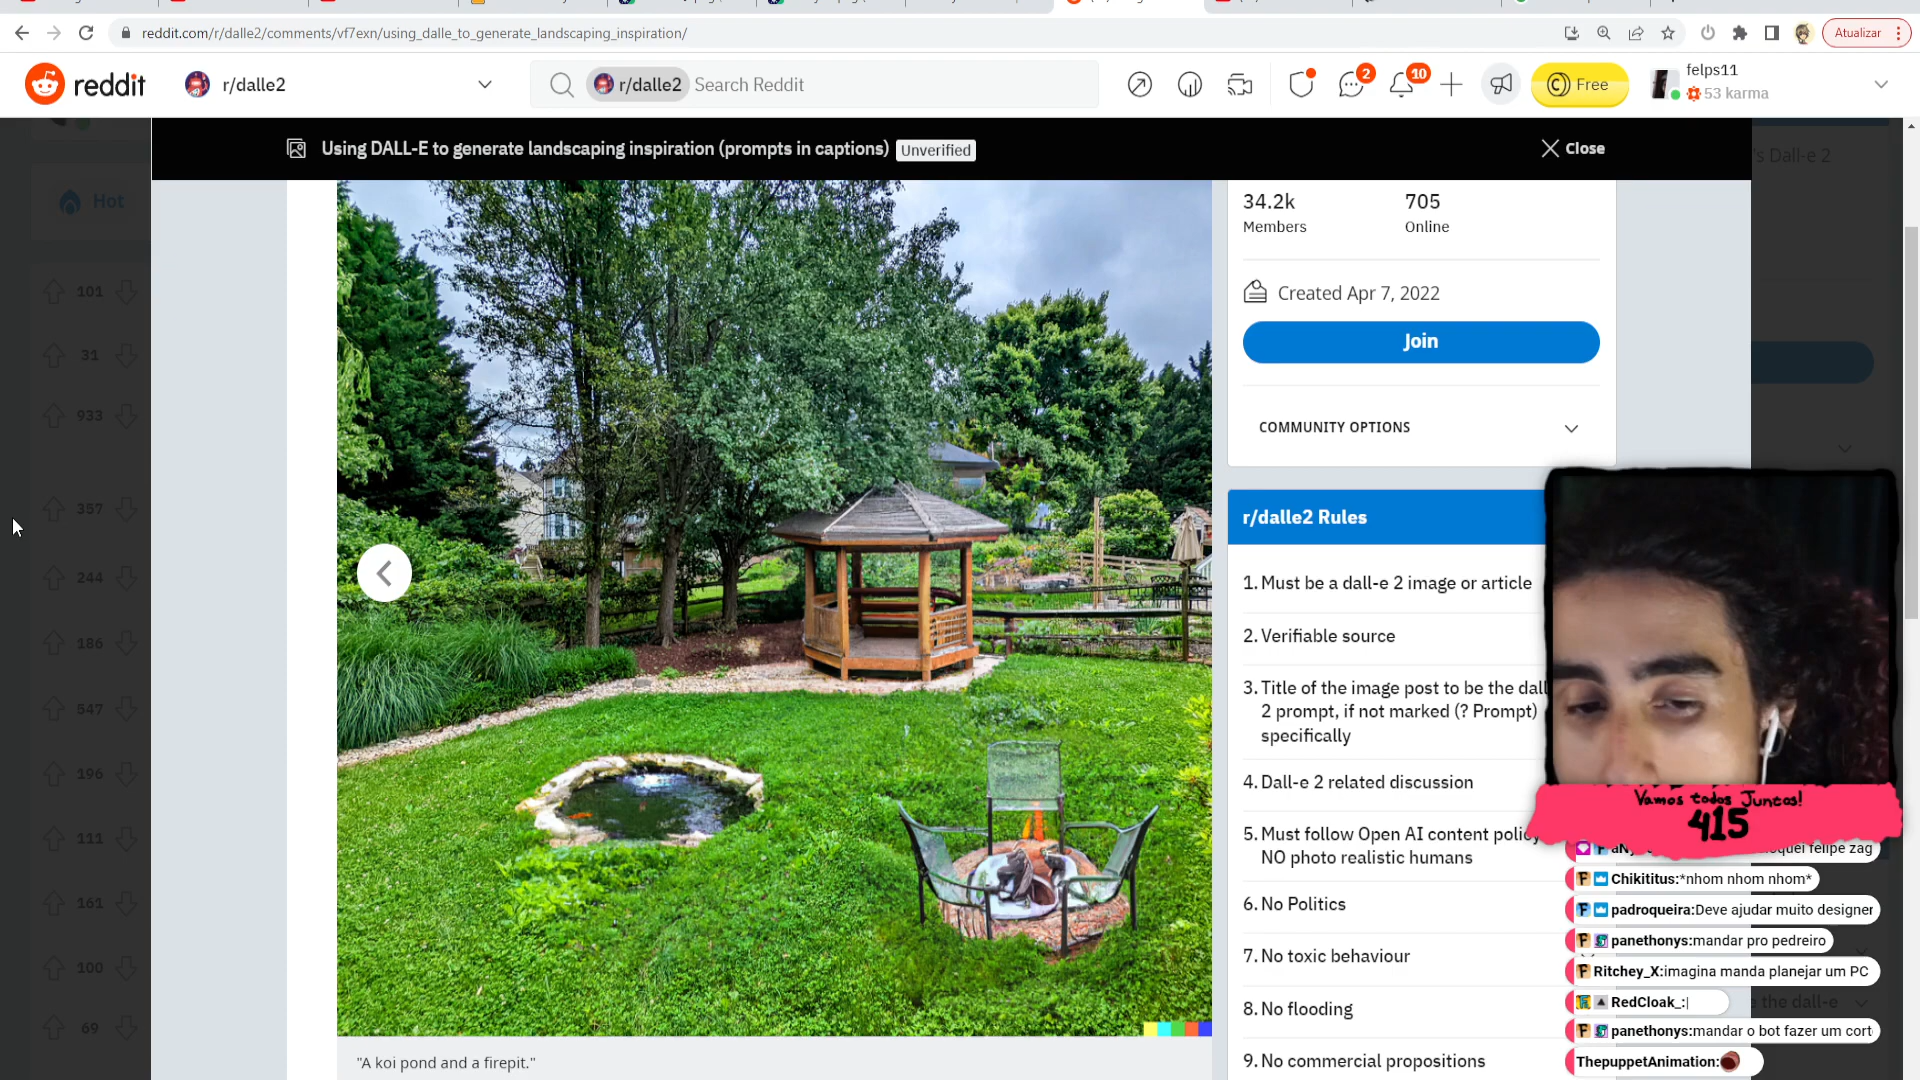 reddit.com/r/dalle2/comments/vf7exn/using_dalle_to_generate_landscaping_inspiration/
Atualizar
reddit
r/dalle2
r/dalle2 Search Reddit
2
10
Free
felps11
53 karma
Using DALL-E to generate landscaping inspiration (prompts in captions) Unverified
Close
's Dall-e 2
Hot
101
31
933
357
244
186
547
196
111
161
100
69
34.2k
Members
705
Online
Created Apr 7, 2022
Join
COMMUNITY OPTIONS
r/dalle2 Rules
1. Must be a dall-e 2 image or article
2. Verifiable source
3. Title of the image post to be the dall
2 prompt, if not marked (? Prompt)
specifically
4. Dall-e 2 related discussion
5. Must follow Open AI content polic
NO photo realistic humans
6. No Politics
7. No toxic behaviour
8. No flooding
9. No commercial propositions
"A koi pond and a firepit."
Vamos todos Juntos!
415
felipe zag
Chikititus:*nhom nhom nhom*
padroqueira:Deve ajudar muito designer
panethonys:mandar pro pedreiro
Ritchey_X:imagina manda planejar um PC
RedCloak_:|
e the dall-e
panethonys:mandar o bot fazer um cort
ThepuppetAnimation: